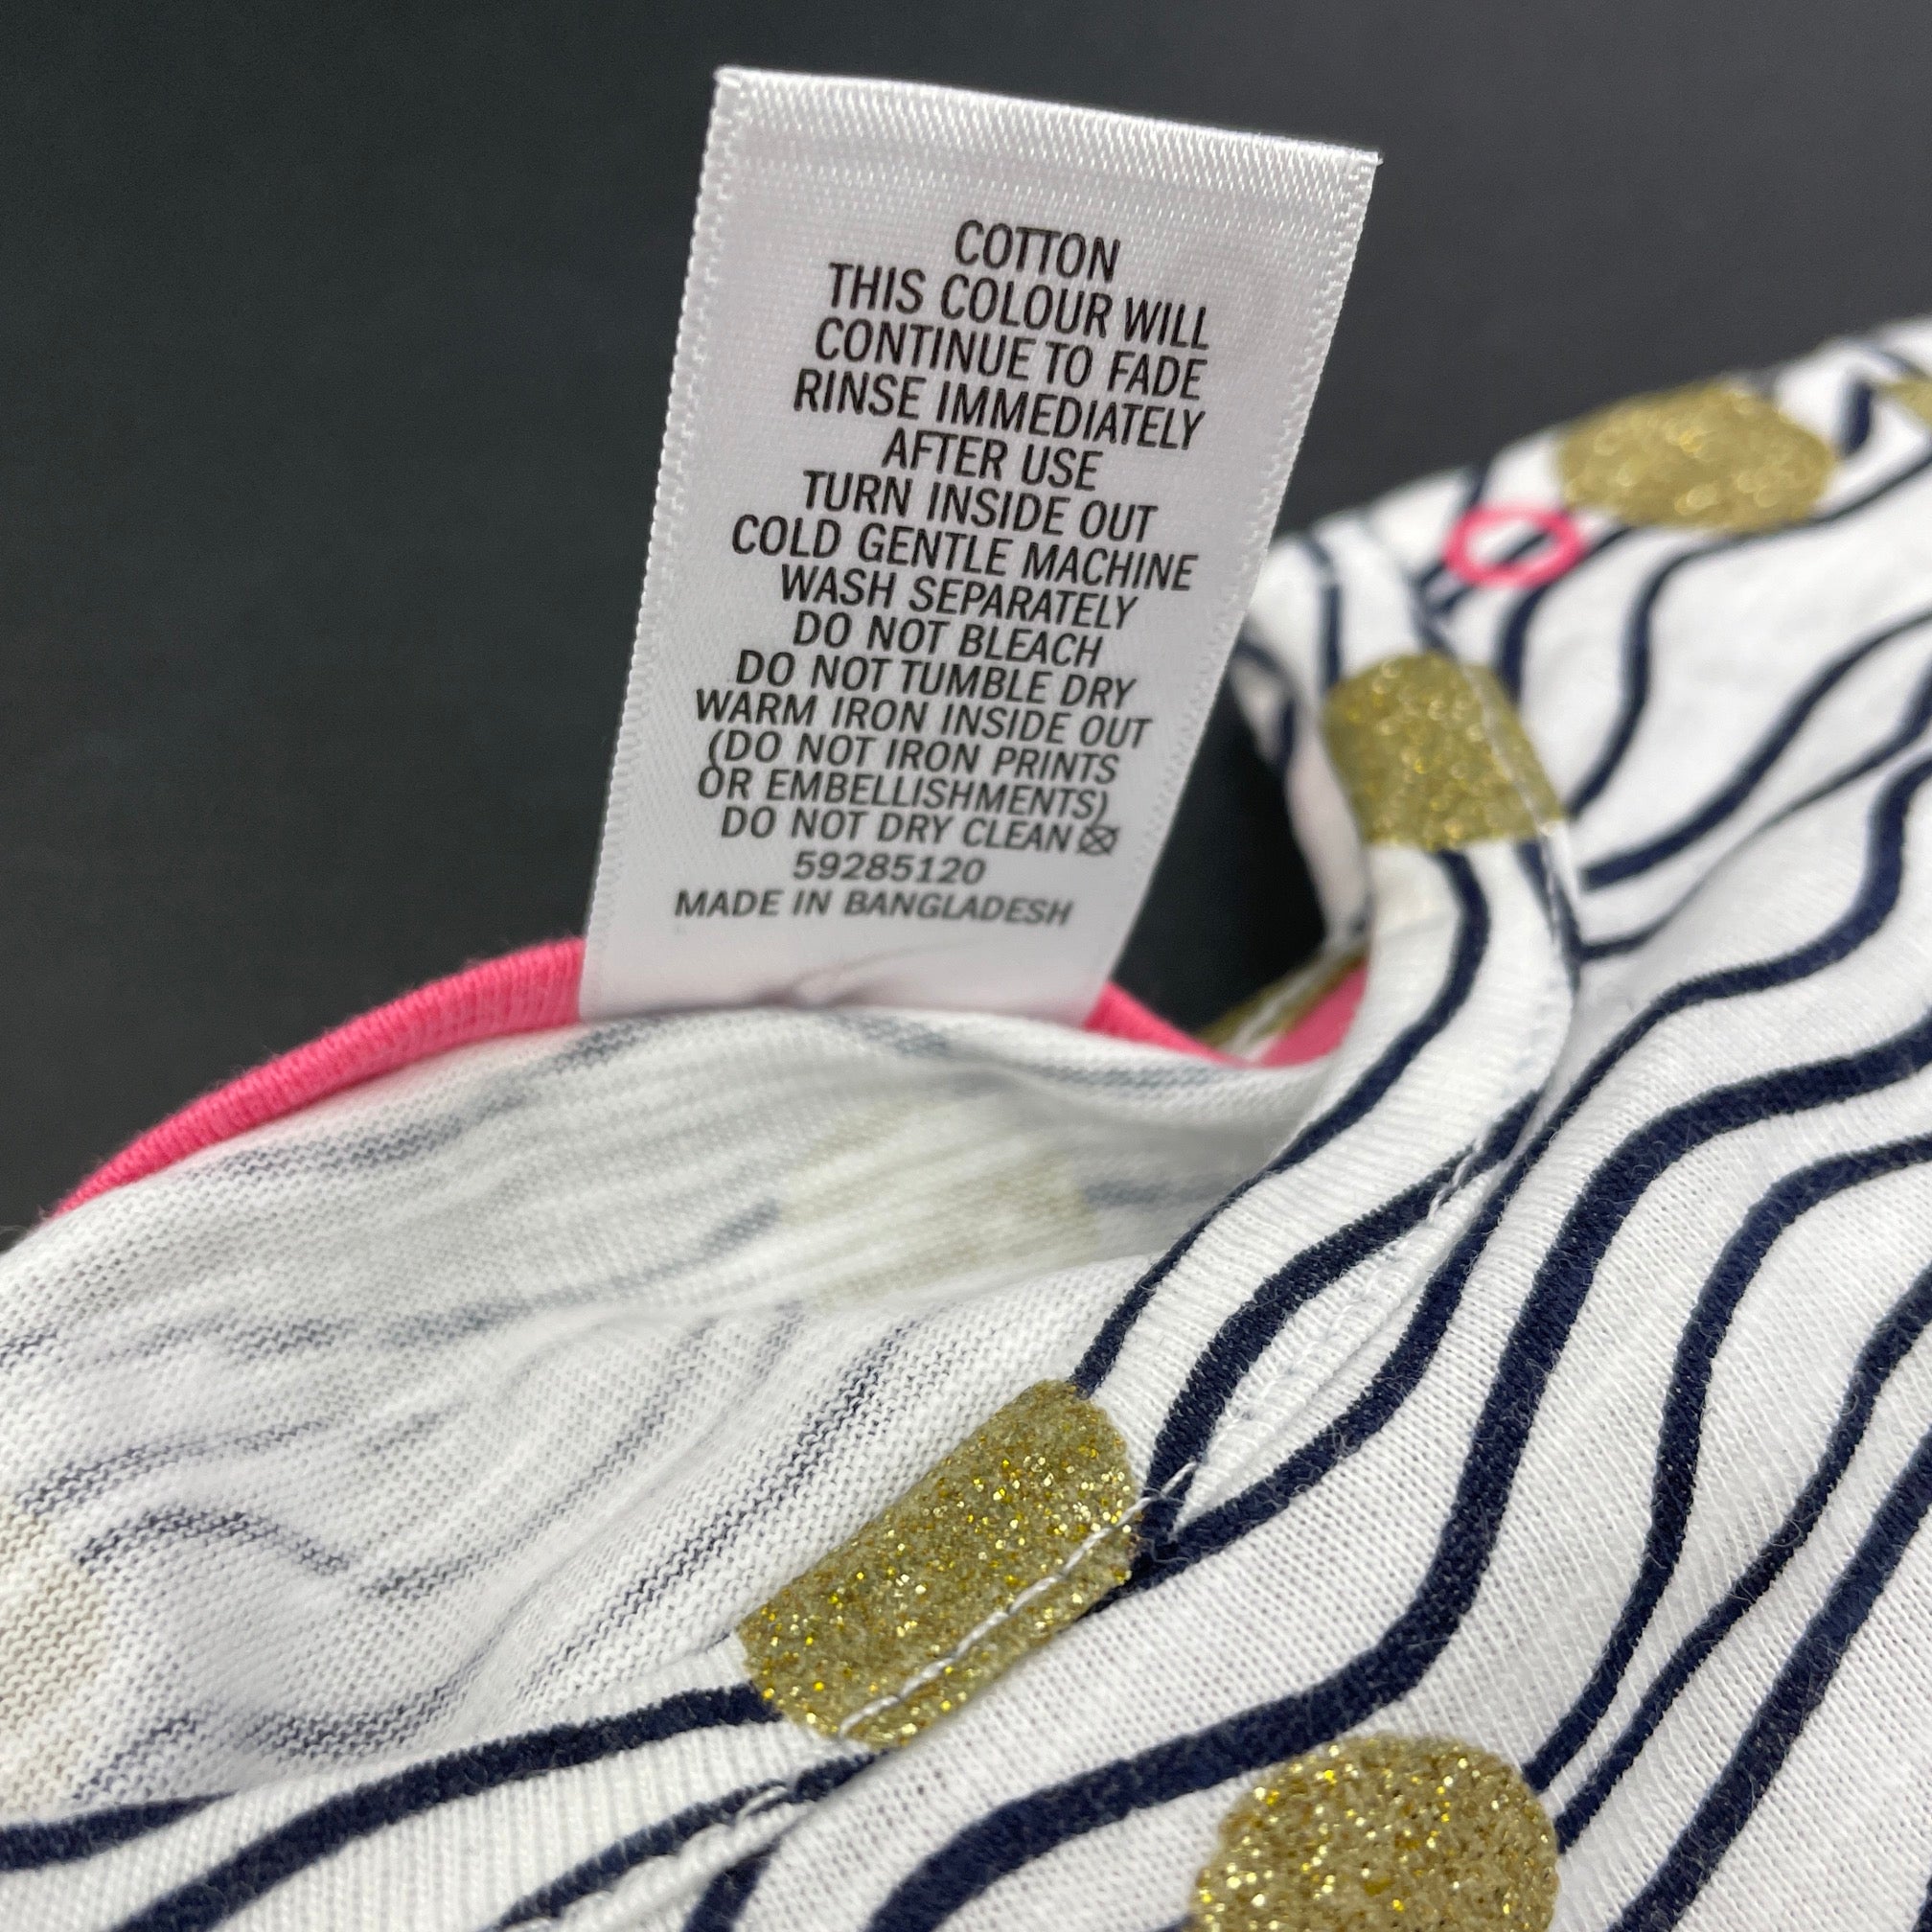 COTTON
THIS COLOUR WILL
CONTINUE TO FADE
RINSE IMMEDIATELY
AFTER USE
TURN INSIDE OUT
COLD GENTLE MACHINE
WASH SEPARATELY
DO NOT BLEACH
DO NOT TUMBLE DRY
WARM IRON INSIDE OUT
(DO NOT IRON PRINTS
OR EMBELLISHMENTS)
DO NOT DRY CLEAN
59285120
MADE IN BANGLADESH